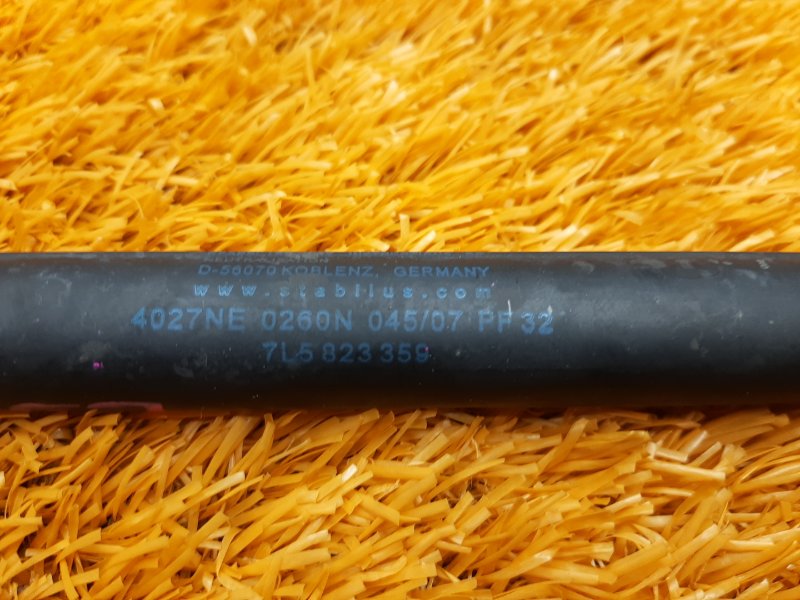 D-56070 KOBLENZ, GERMANY
www.stabilus.com
4027NE 0260N 045/07 PF 32
7L5 823 359